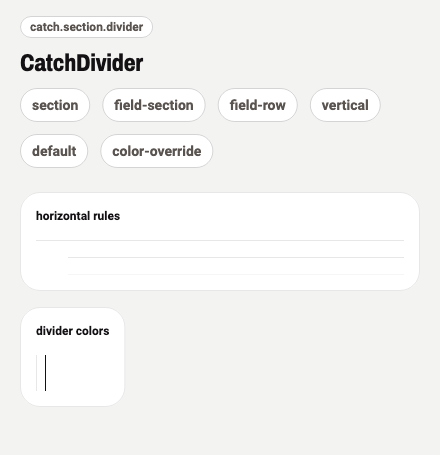 catch.section.divider
CatchDivider
section field-section field-row vertical
default color-override
horizontal rules
divider colors